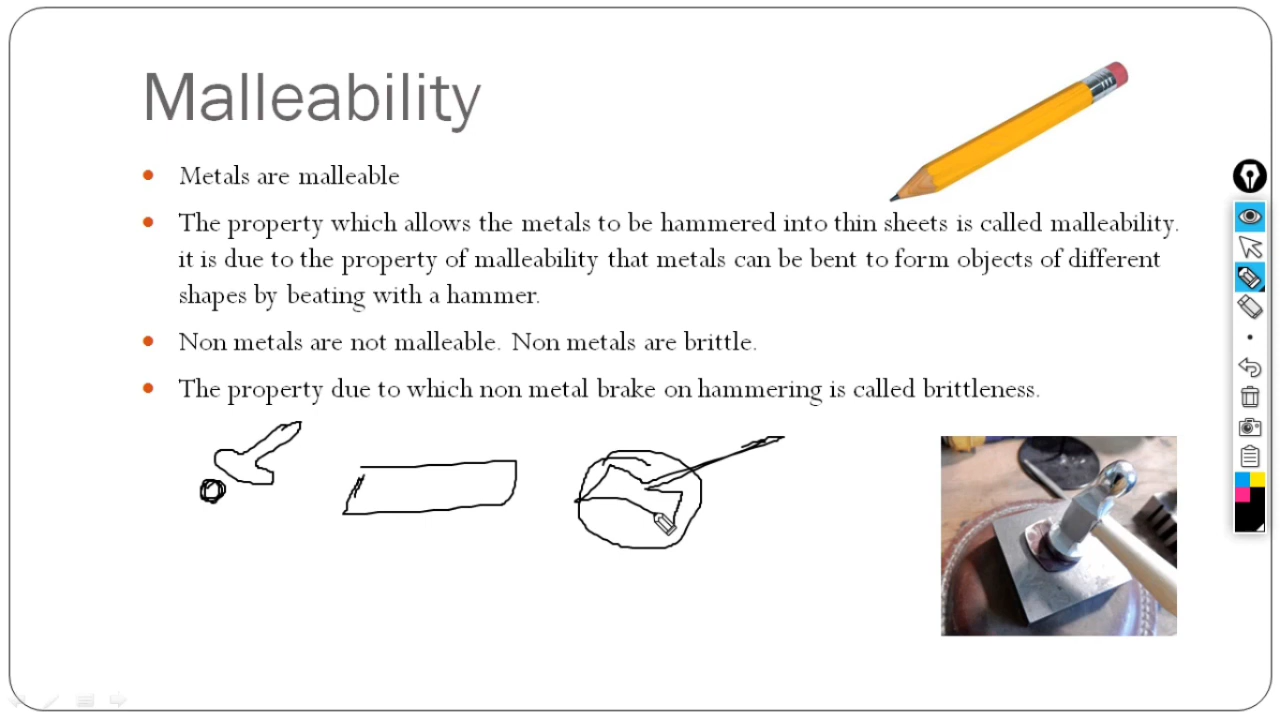 Malleability
Metals are malleable
The property which allows the metals to be hammered into thin sheets is called malleability.
it is due to the property of malleability that metals can be bent to form objects of different
shapes by beating with a hammer.
Non metals are not malleable. Non metals are brittle.
The property due to which non metal brake on hammering is called brittleness.